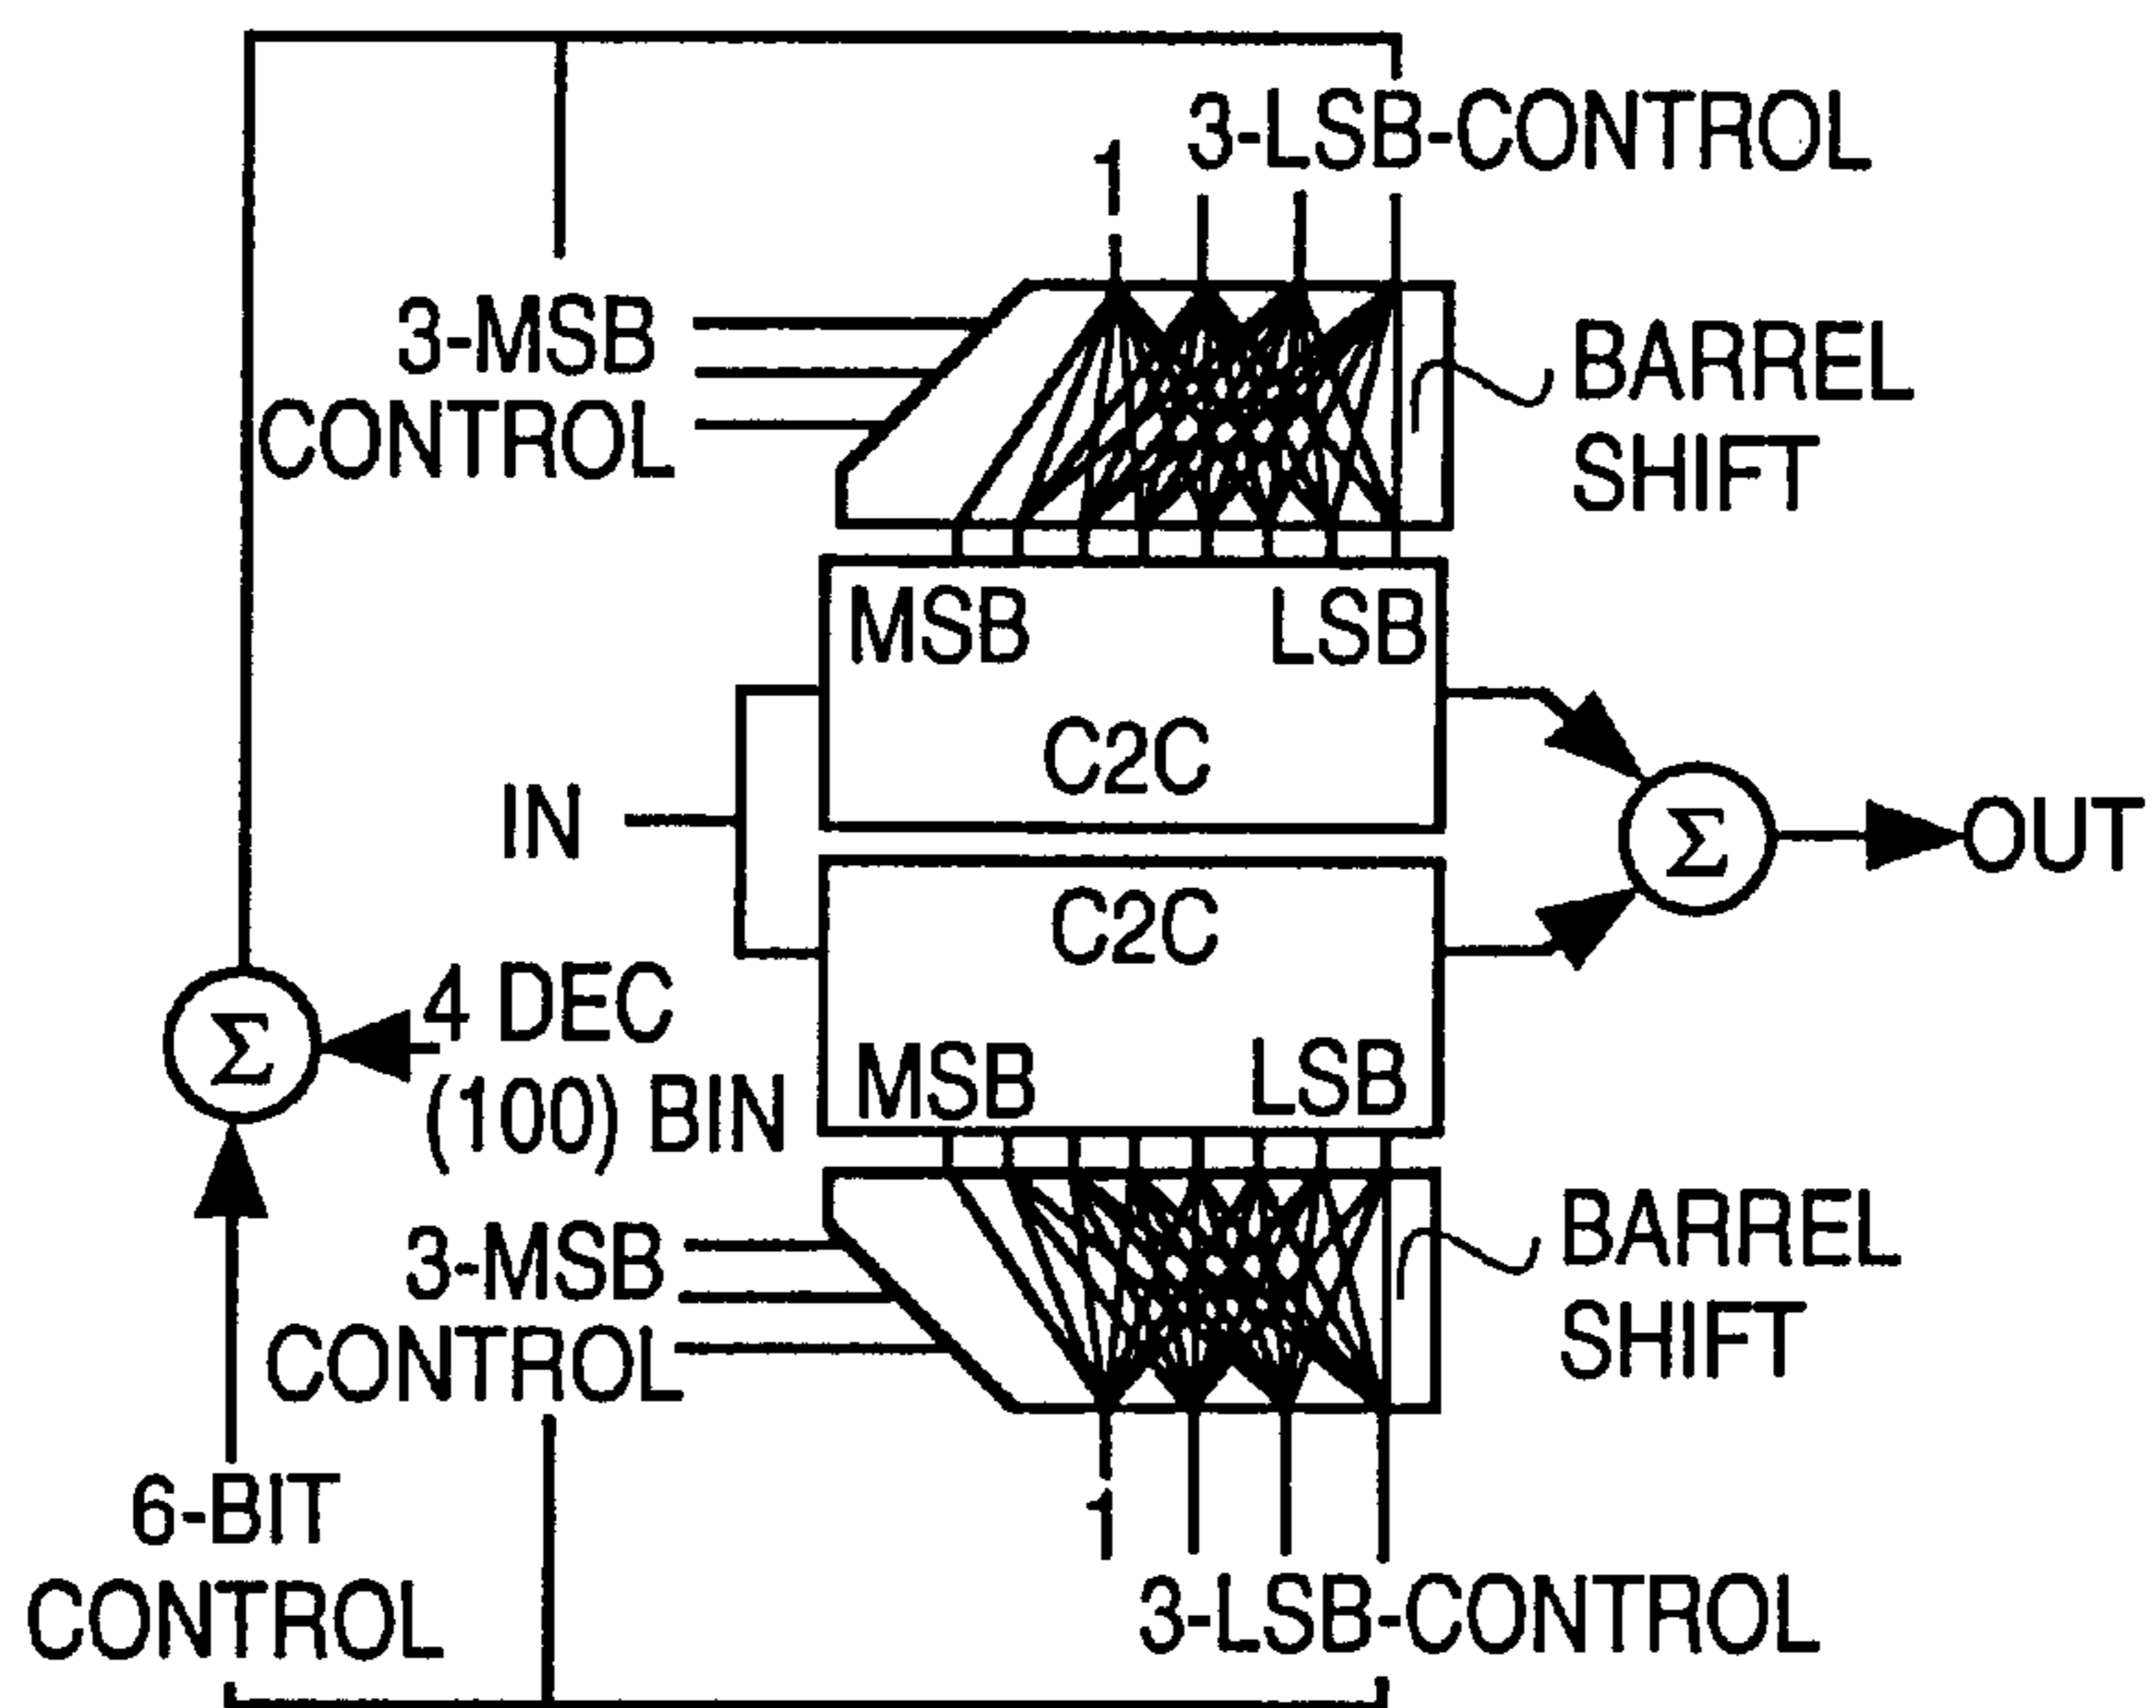 1
3-LSB-CONTROL
3-MSB
CONTROL
BARREL
SHIFT
MSB
LSB
C2C
IN
Σ
OUT
C2C
Σ
4 DEC
(100) BIN
MSB
LSB
3-MSB
CONTROL
BARREL
SHIFT
6-BIT
CONTROL
1
3-LSB-CONTROL